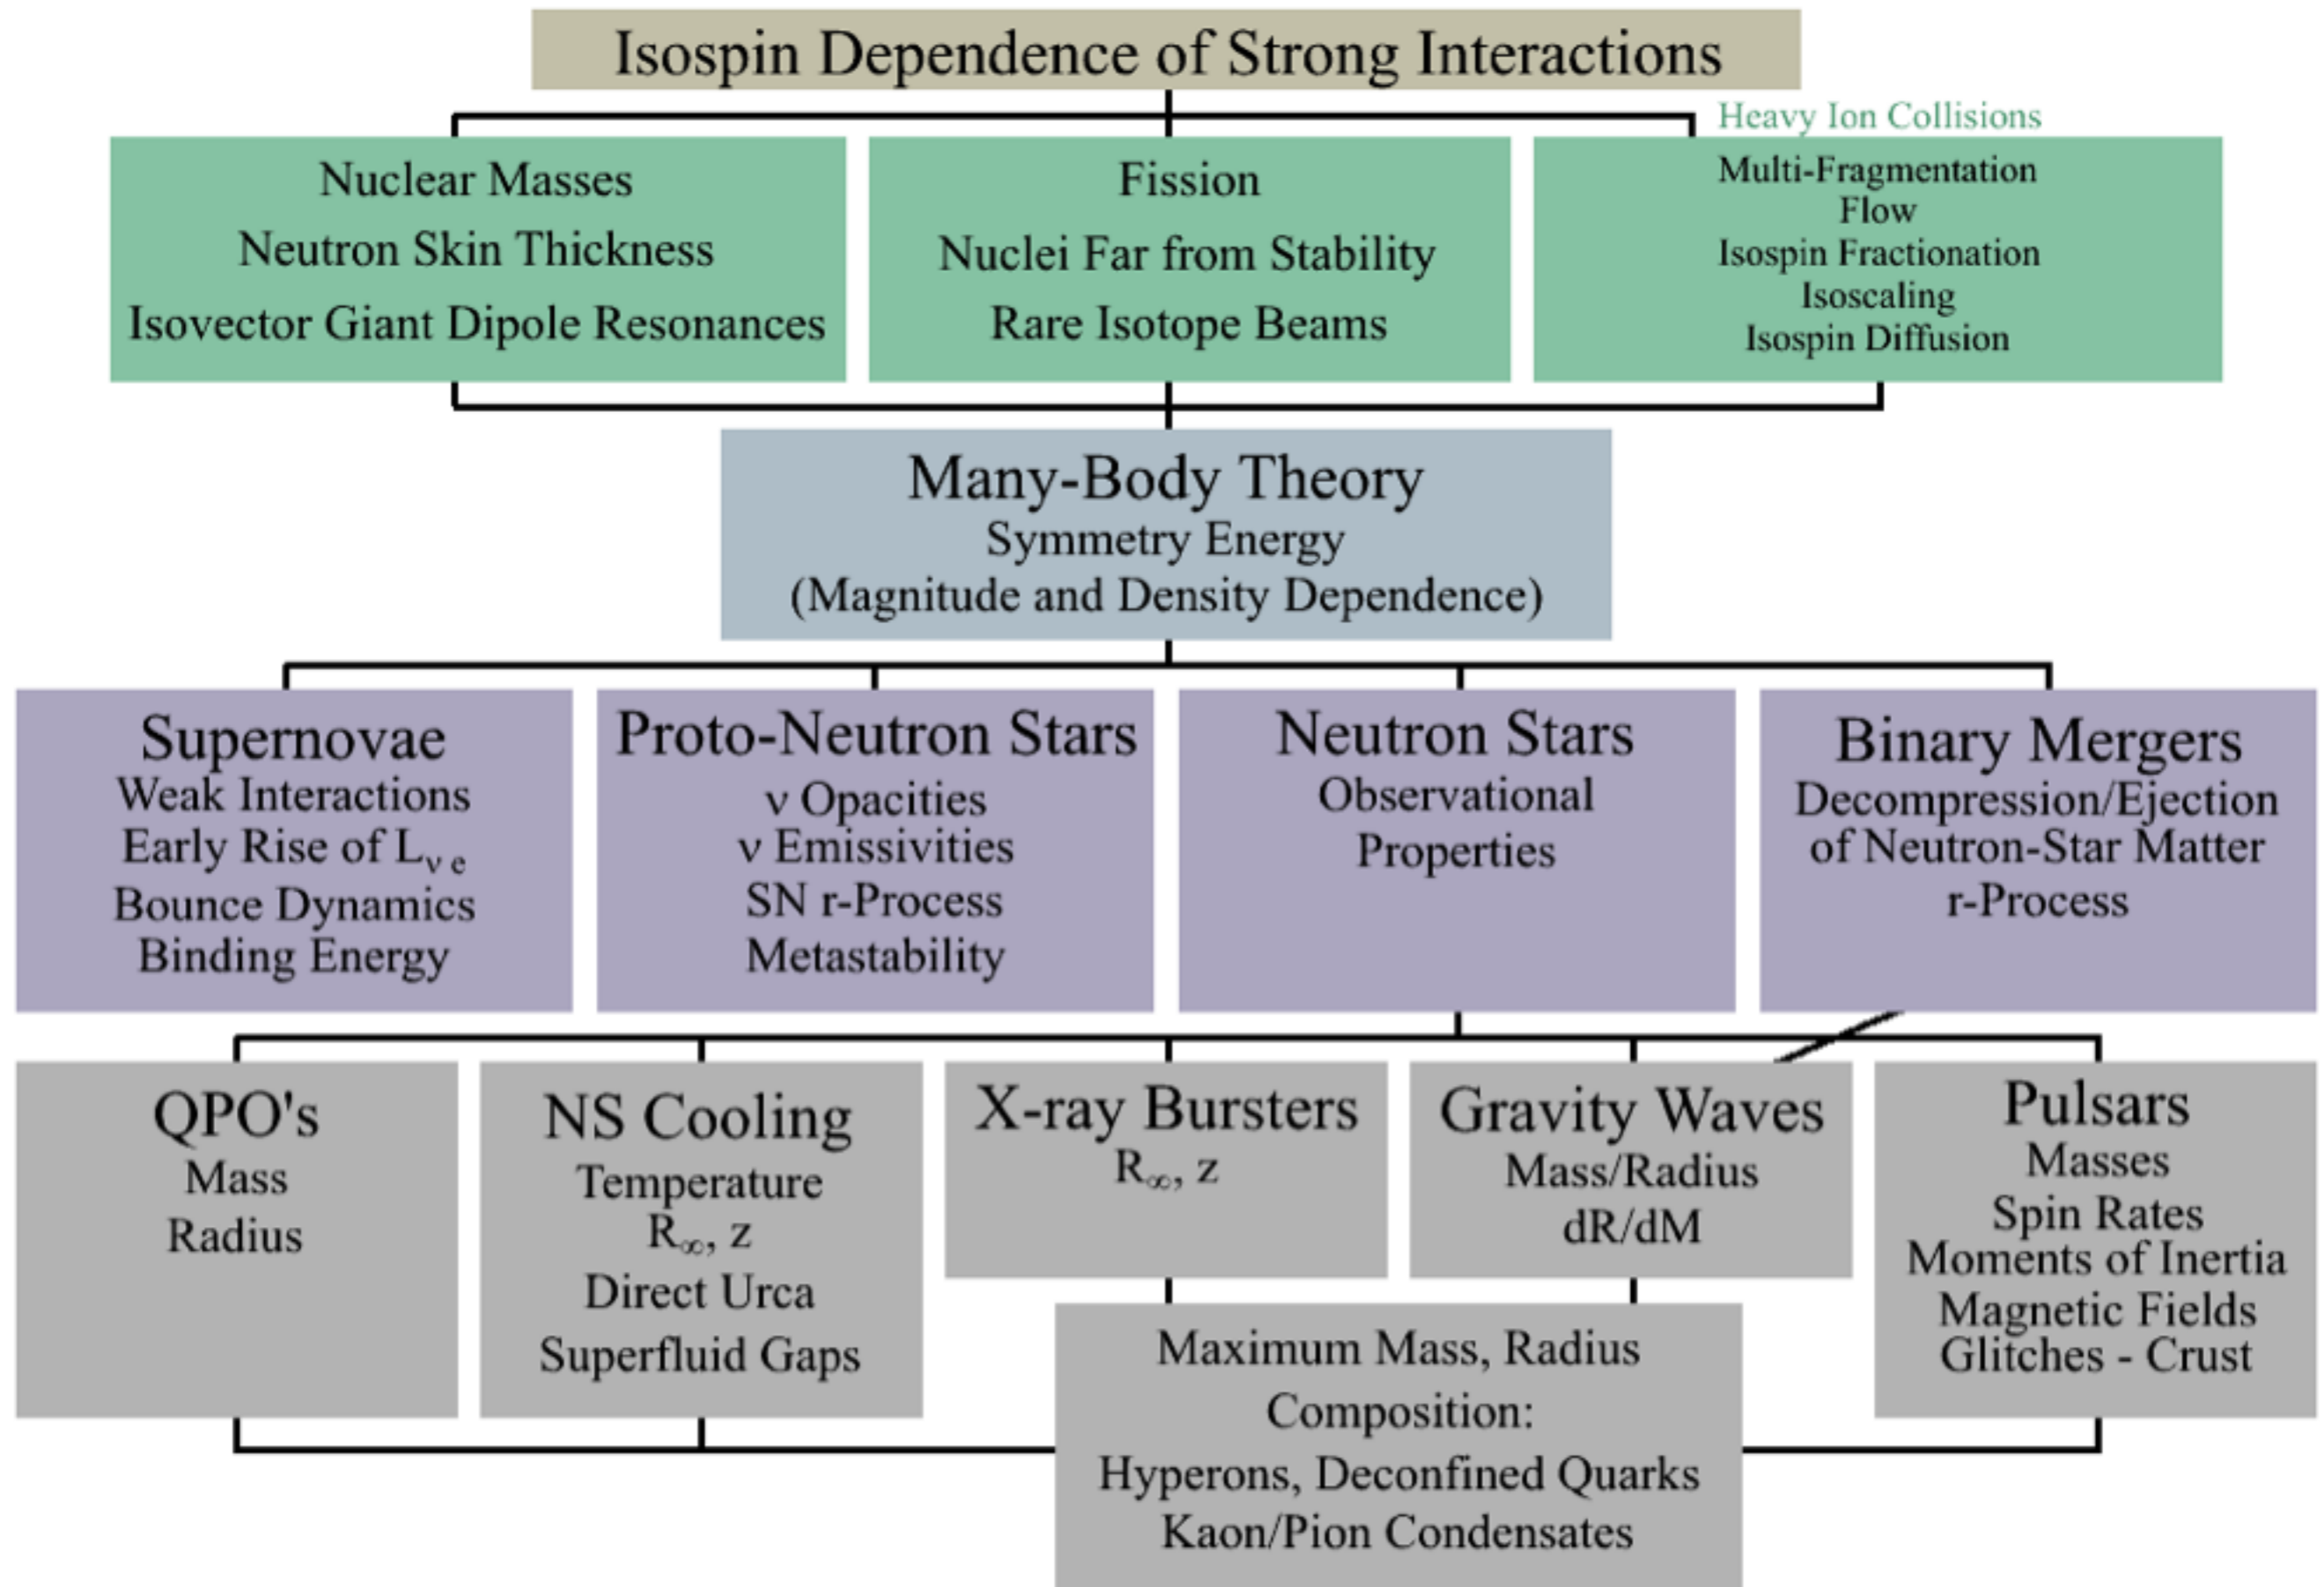 Isospin Dependence of Strong Interactions
Nuclear Masses
Neutron Skin Thickness
Isovector Giant Dipole Resonances
Fission
Nuclei Far from Stability
Rare Isotope Beams
Heavy Ion Collisions
Multi-Fragmentation
Flow
Isospin Fractionation
Isoscaling
Isospin Diffusion
Many-Body Theory
Symmetry Energy
(Magnitude and Density Dependence)
Supernovae
Weak Interactions
Early Rise of L_ν e
Bounce Dynamics
Binding Energy
Proto-Neutron Stars
ν Opacities
ν Emissivities
SN r-Process
Metastability
Neutron Stars
Observational
Properties
Binary Mergers
Decompression/Ejection
of Neutron-Star Matter
r-Process
QPO's
Mass
Radius
NS Cooling
Temperature
R∞, z
Direct Urca
Superfluid Gaps
X-ray Bursters
R∞, z
Gravity Waves
Mass/Radius
dR/dM
Pulsars
Masses
Spin Rates
Moments of Inertia
Magnetic Fields
Glitches - Crust
Maximum Mass, Radius
Composition:
Hyperons, Deconfined Quarks
Kaon/Pion Condensates